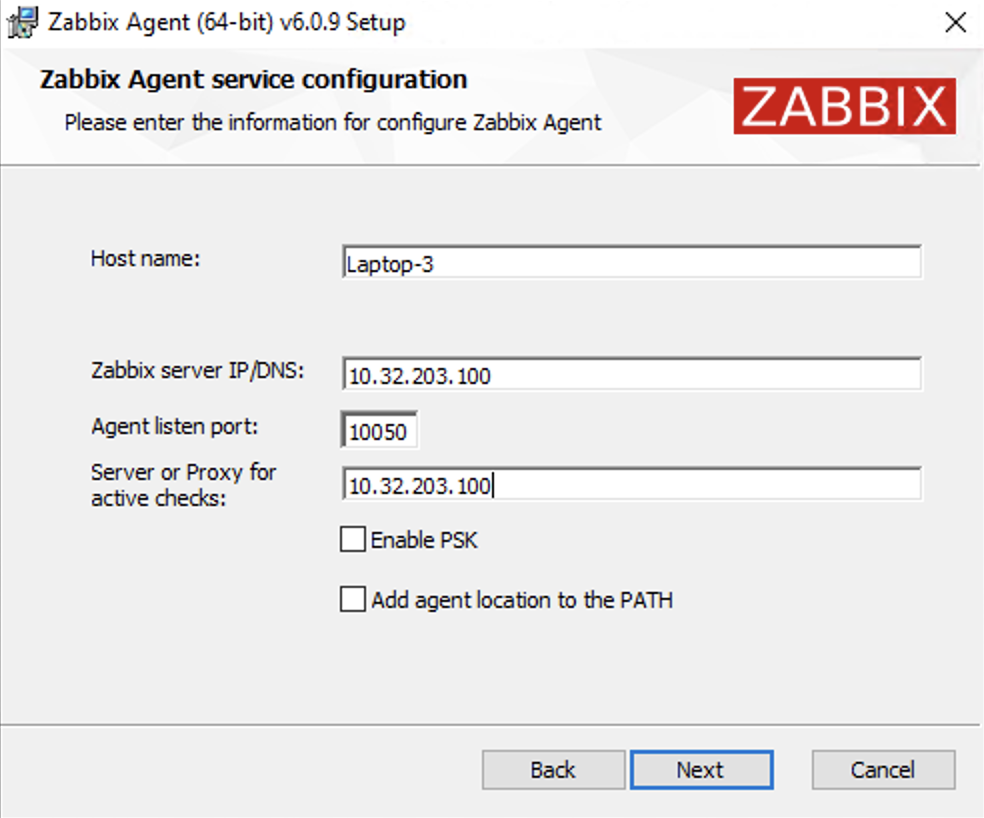 Zabbix Agent (64-bit) v6.0.9 Setup
Zabbix Agent service configuration
Please enter the information for configure Zabbix Agent
ZABBIX
Host name:
Laptop-3
Zabbix server IP/DNS:
10.32.203.100
Agent listen port:
10050
Server or Proxy for
active checks:
10.32.203.100
Enable PSK
Add agent location to the PATH
Back
Next
Cancel